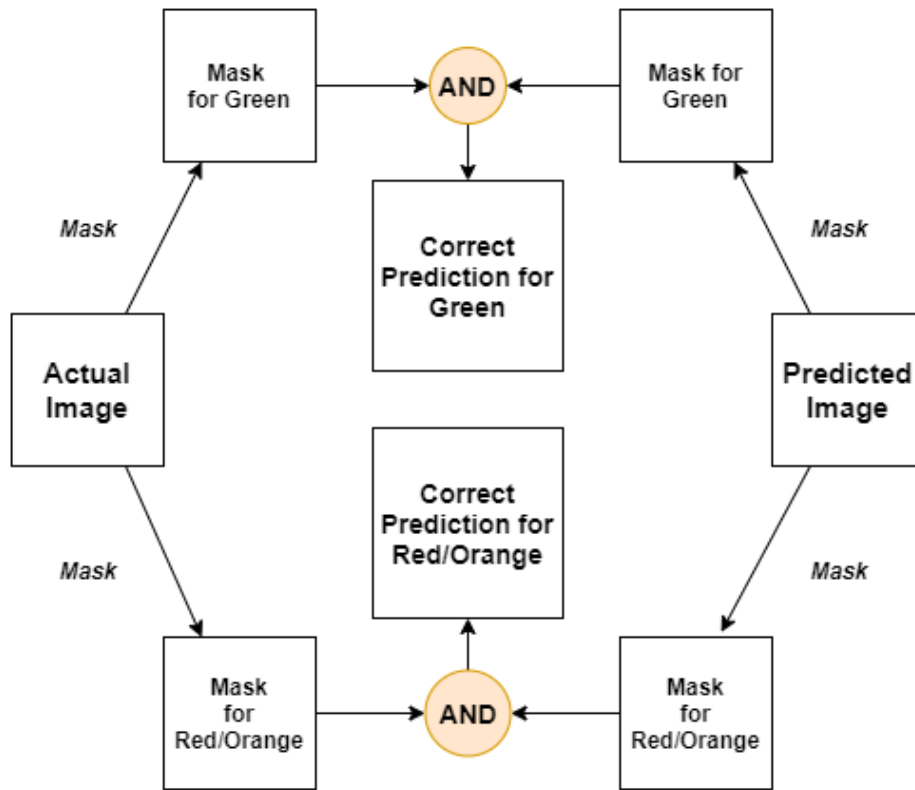 Mask
for Green
AND
Mask for
Green
Mask
Mask
Correct
Prediction for
Green
Actual
Image
Predicted
Image
Correct
Prediction for
Red/Orange
Mask
Mask
Mask
for
Red/Orange
AND
Mask
for
Red/Orange